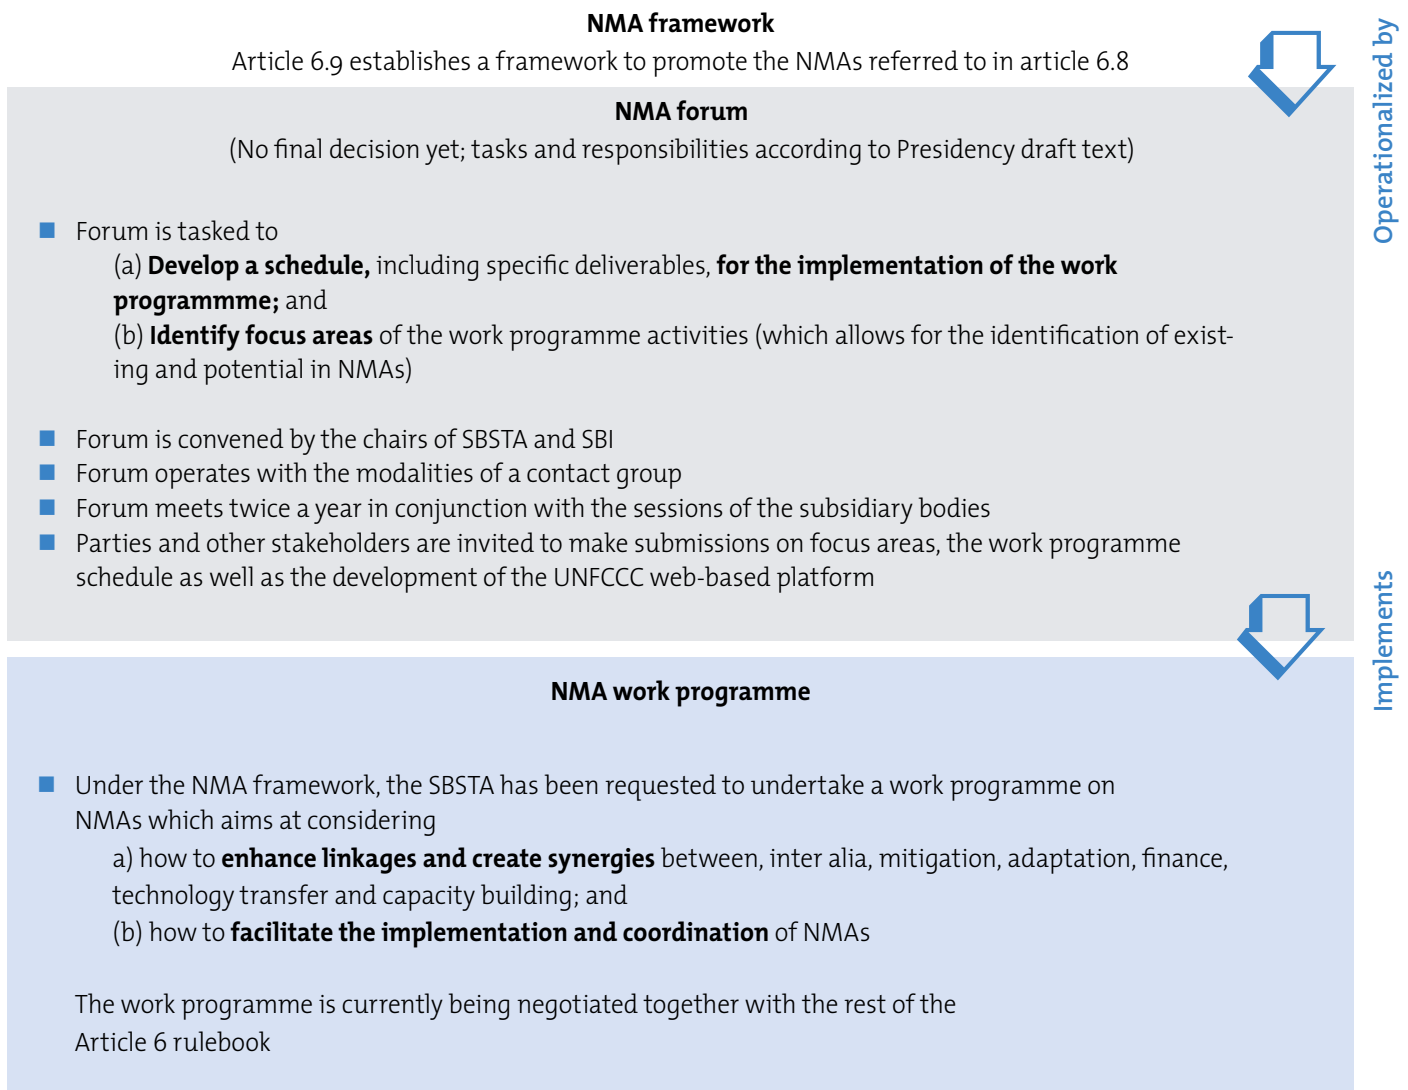 NMA framework
Article 6.9 establishes a framework to promote the NMAs referred to in article 6.8
Operationalized by
NMA forum
(No final decision yet; tasks and responsibilities according to Presidency draft text)
■ Forum is tasked to
(a) Develop a schedule, including specific deliverables, for the implementation of the work
programmme; and
(b) Identify focus areas of the work programme activities (which allows for the identification of exist-
ing and potential in NMAs)
■ Forum is convened by the chairs of SBSTA and SBI
■ Forum operates with the modalities of a contact group
■ Forum meets twice a year in conjunction with the sessions of the subsidiary bodies
■ Parties and other stakeholders are invited to make submissions on focus areas, the work programme
schedule as well as the development of the UNFCCC web-based platform
Implements
NMA work programme
■ Under the NMA framework, the SBSTA has been requested to undertake a work programme on
NMAs which aims at considering
a) how to enhance linkages and create synergies between, inter alia, mitigation, adaptation, finance,
technology transfer and capacity building; and
(b) how to facilitate the implementation and coordination of NMAs
The work programme is currently being negotiated together with the rest of the
Article 6 rulebook